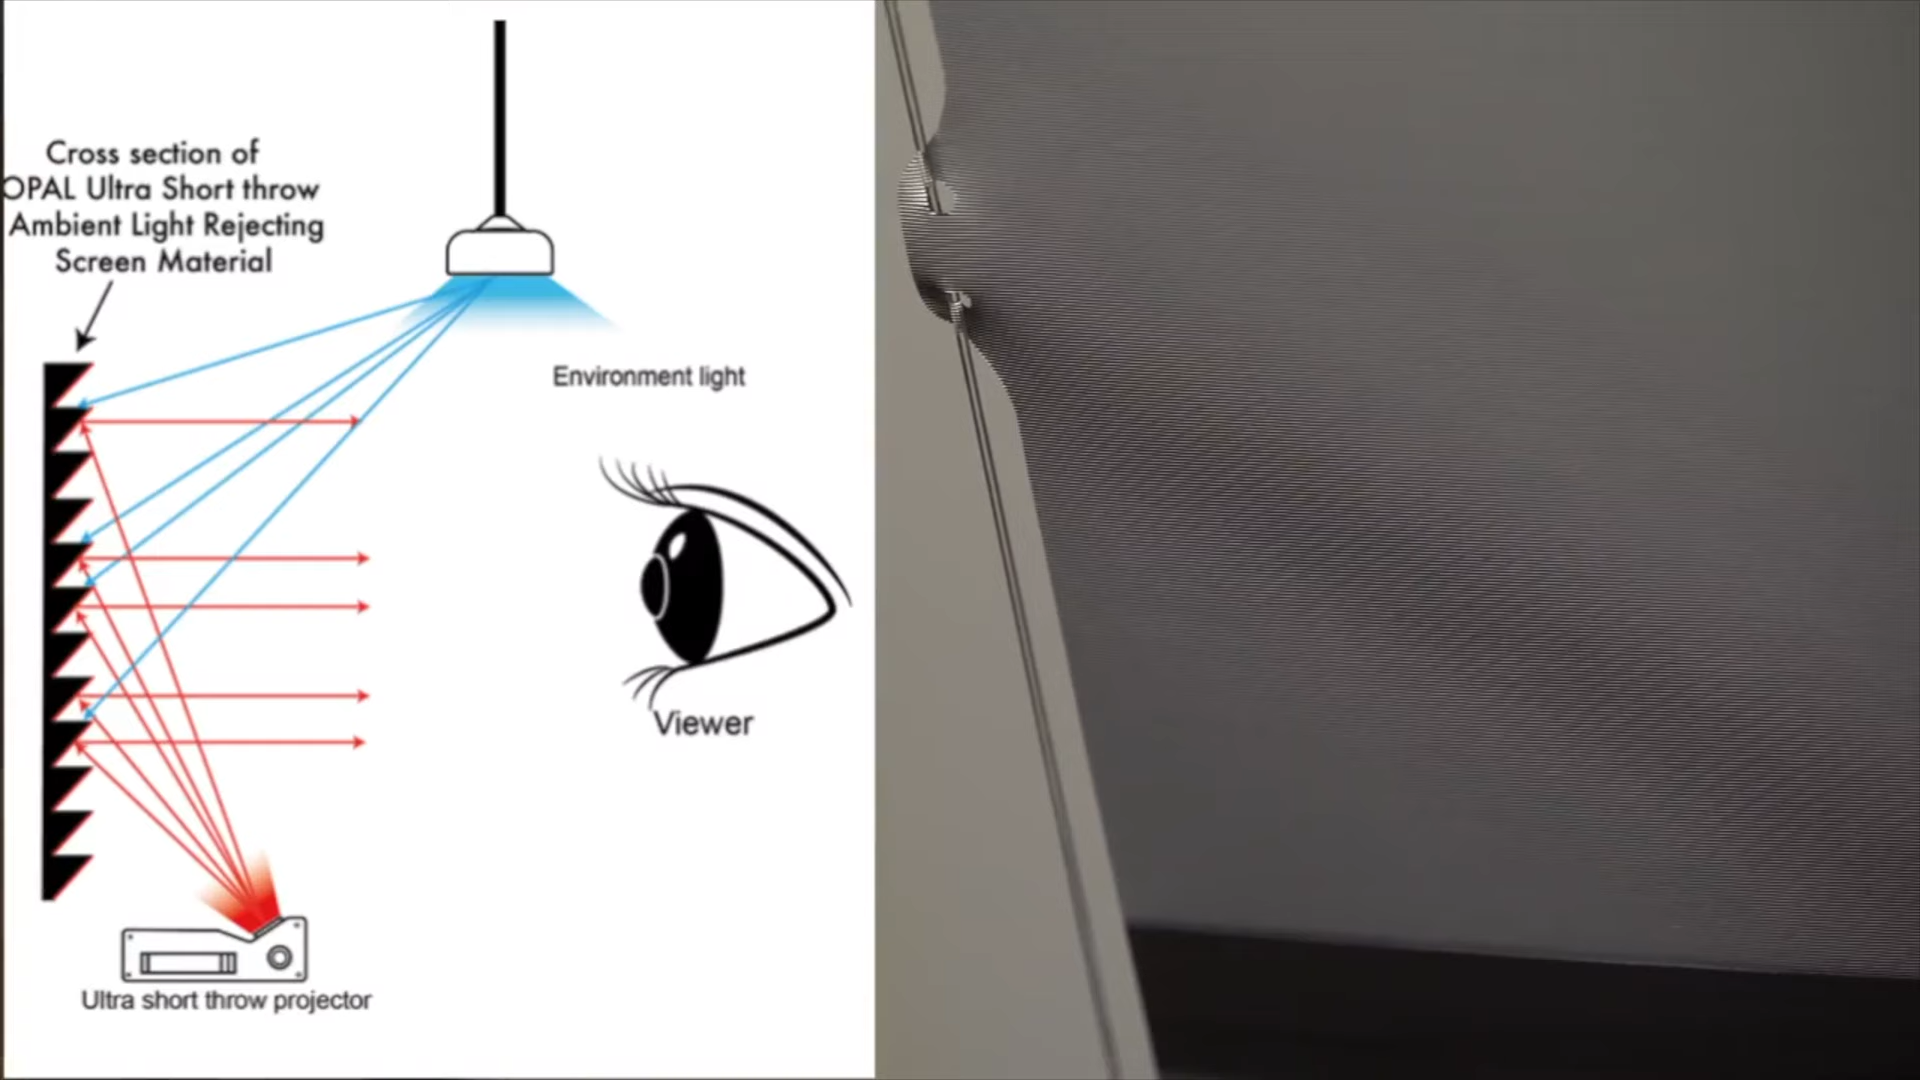 Cross section of
OPAL Ultra Short throw
Ambient Light Rejecting
Screen Material
Environment light
Viewer
Ultra short throw projector